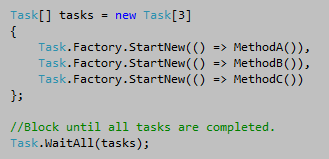 Task[] tasks = new Task[3]
{
    Task.Factory.StartNew(() => MethodA()),
    Task.Factory.StartNew(() => MethodB()),
    Task.Factory.StartNew(() => MethodC())
};

//Block until all tasks are completed.
Task.WaitAll(tasks);